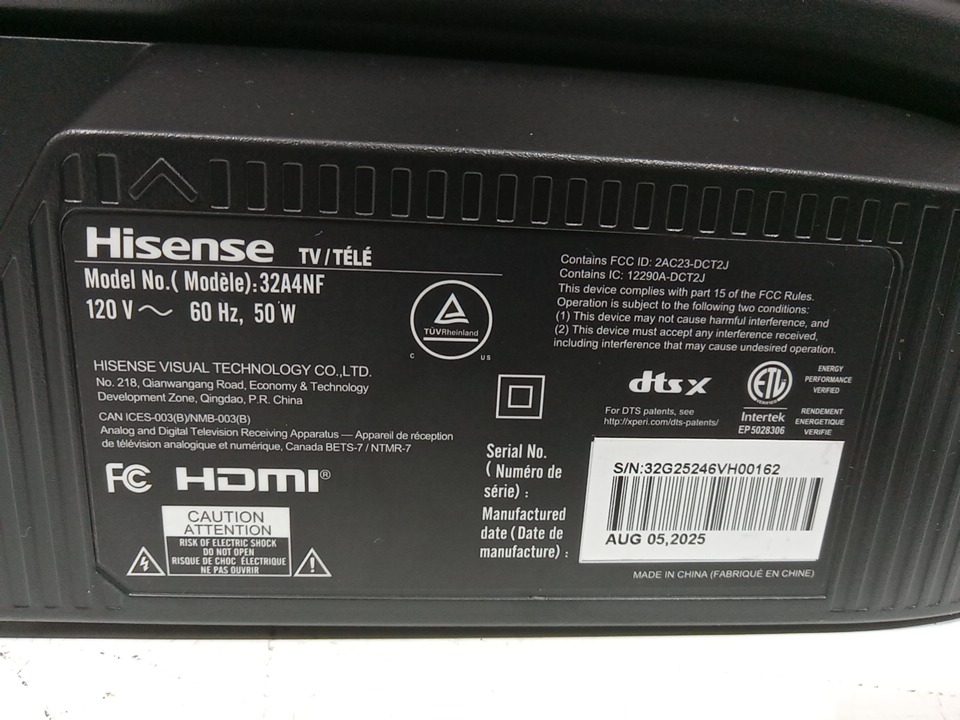 Hisense TV / TÉLÉ
Model No.( Modèle):32A4NF
120 V～ 60 Hz, 50 W
TÜVRheinland
C US
HISENSE VISUAL TECHNOLOGY CO.,LTD.
No. 218, Qianwangang Road, Economy & Technology
Development Zone, Qingdao, P.R. China
CAN ICES-003(B)/NMB-003(B)
Analog and Digital Television Receiving Apparatus — Appareil de réception
de télévision analogique et numérique, Canada BETS-7 / NTMR-7
FC HDMI®
CAUTION
ATTENTION
RISK OF ELECTRIC SHOCK
DO NOT OPEN
RISQUE DE CHOC ÉLECTRIQUE
NE PAS OUVRIR
Contains FCC ID: 2AC23-DCT2J
Contains IC: 12290A-DCT2J
This device complies with part 15 of the FCC Rules.
Operation is subject to the following two conditions:
(1) This device may not cause harmful interference, and
(2) This device must accept any interference received,
including interference that may cause undesired operation.
dts x
For DTS patents, see
http://xperi.com/dts-patents/
ETL
VERIFIED
Intertek
EP5028306
ENERGY
PERFORMANCE
VERIFIED
RENDEMENT
ENERGETIQUE
VERIFIE
Serial No.
( Numéro de
série) :
S/N:32G25246VH00162
Manufactured
date (Date de
manufacture) :
AUG 05,2025
MADE IN CHINA (FABRIQUÉ EN CHINE)